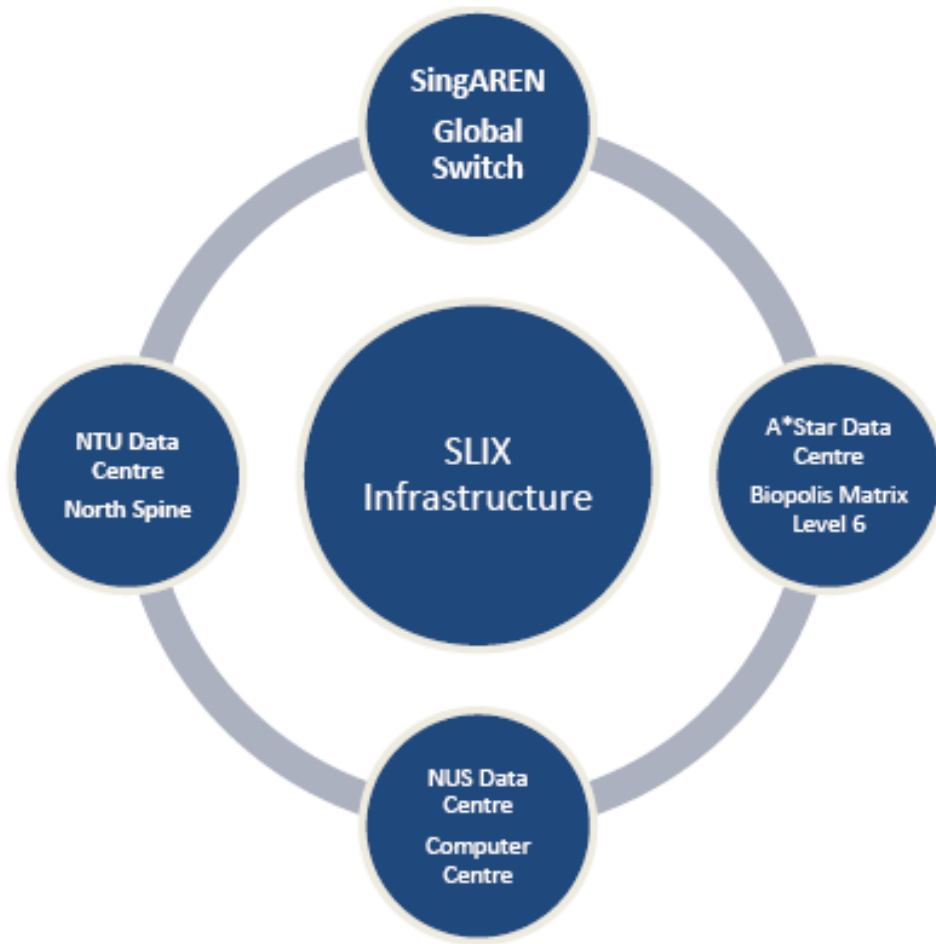 SingAREN
Global
Switch
NTU Data
Centre
North Spine
SLIX
Infrastructure
A*Star Data
Centre
Biopolis Matrix
Level 6
NUS Data
Centre
Computer
Centre